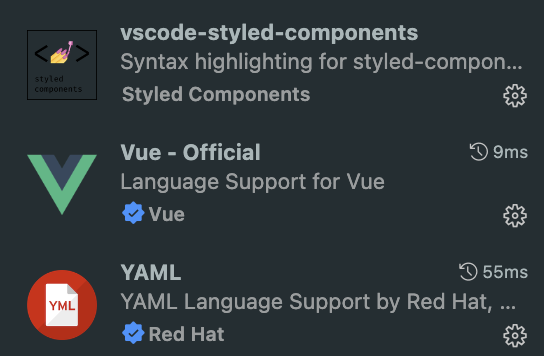 vscode-styled-components
Syntax highlighting for styled-compon...
styled
components
Styled Components
Vue - Official 9ms
Language Support for Vue
Vue
YAML 55ms
YML
YAML Language Support by Red Hat, ...
Red Hat